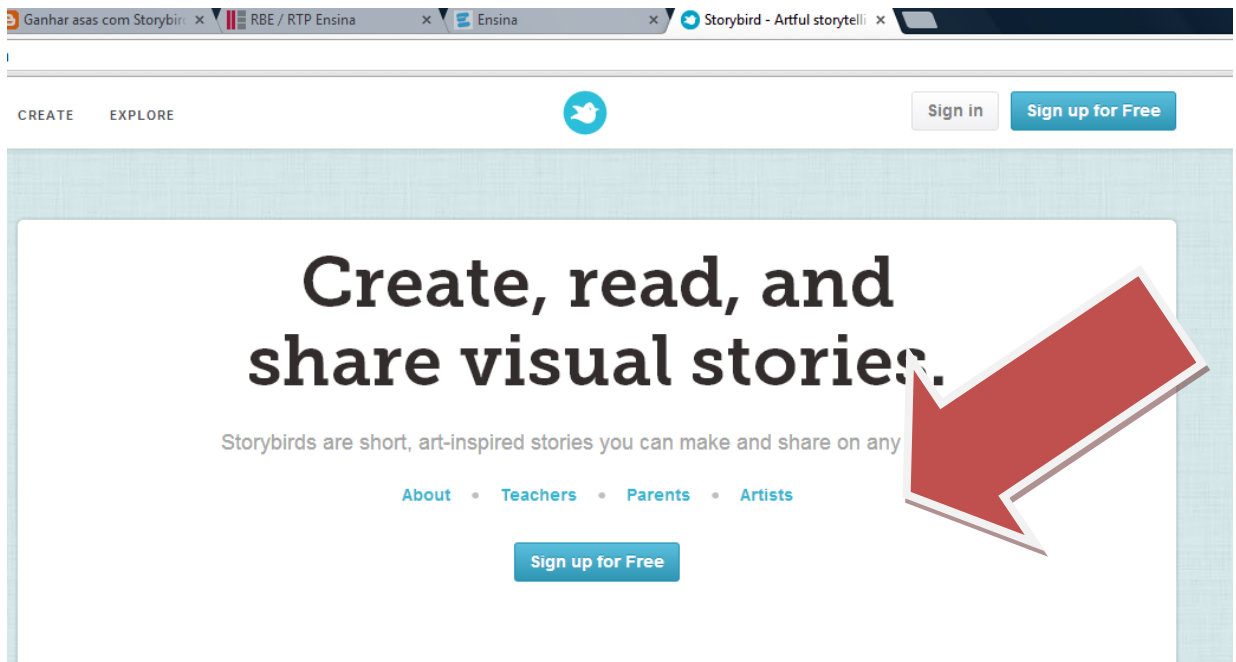 Ganhar asas com Storybir
RBE / RTP Ensina
Ensina
Storybird - Artful storytelli
CREATE EXPLORE
Sign in
Sign up for Free
Create, read, and
share visual stories.
Storybirds are short, art-inspired stories you can make and share on any
About • Teachers • Parents • Artists
Sign up for Free